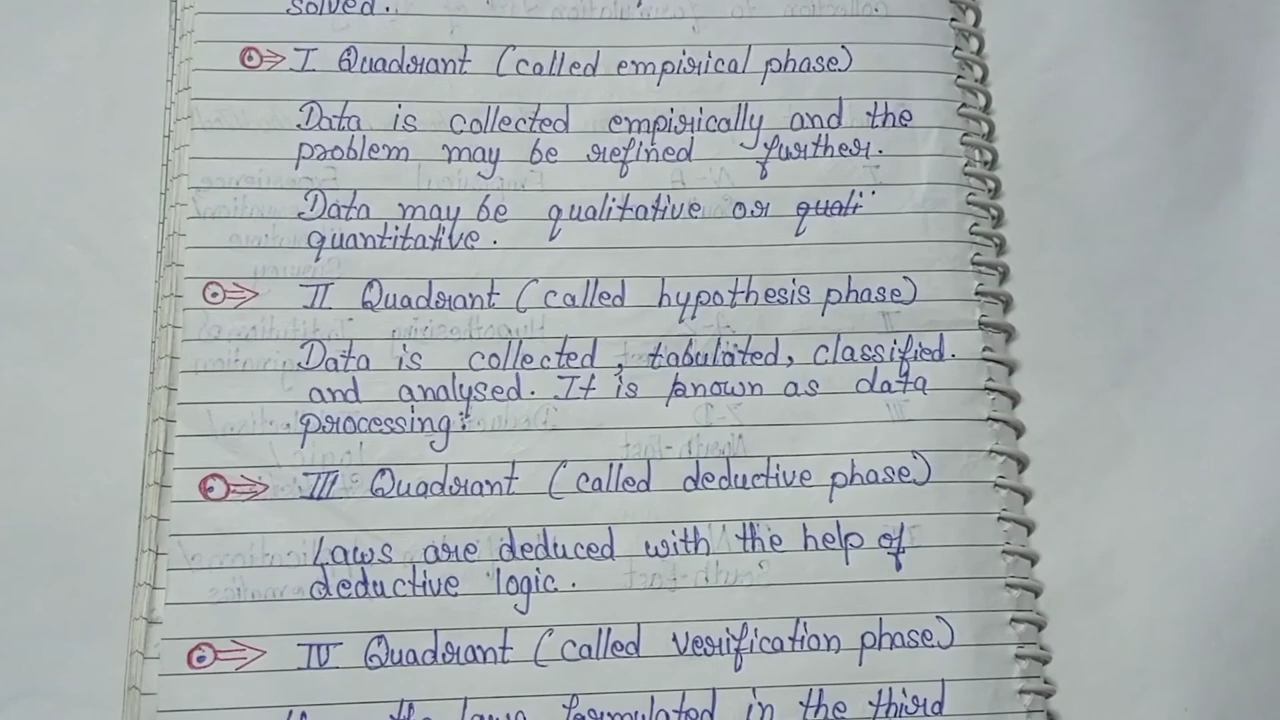 solved.
I Quadrant (called empirical phase)
Data is collected empirically and the
problem may be refined further.
Data may be qualitative or quali
quantitative.
II Quadrant (called hypothesis phase)
Data is collected, tabulated, classified.
and analysed. It is known as data
processing:
III Quadrant (called deductive phase)
Laws are deduced with the help of
deductive logic.
IV Quadrant (called verification phase)
the laws formulated in the third